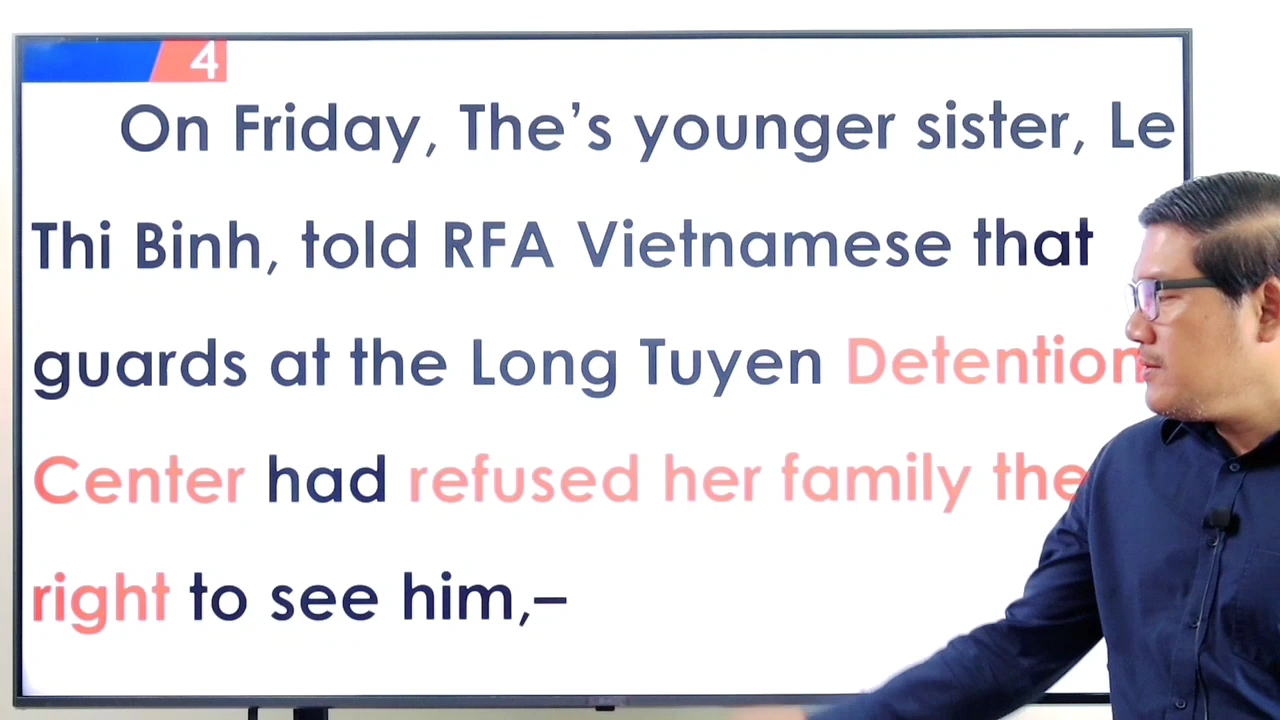 4
On Friday, The’s younger sister, Le
Thi Binh, told RFA Vietnamese that
guards at the Long Tuyen Detention
Center had refused her family the
right to see him,–